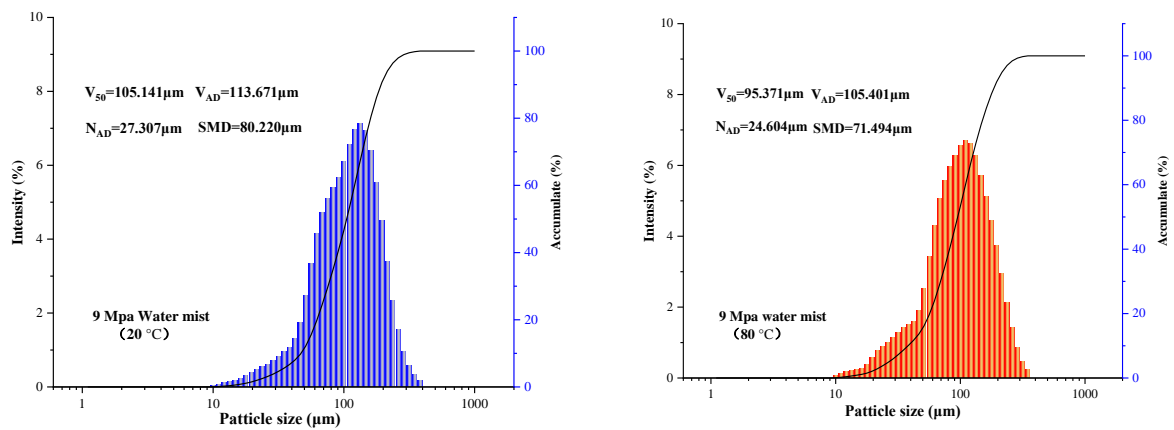 10
8
6
4
2
0
Intensity (%)
V50=105.141μm VAD=113.671μm
NAD=27.307μm SMD=80.220μm
9 Mpa Water mist
（20 °C）
100
80
60
40
20
0
Accumulate (%)
1 10 100 1000
Patticle size (μm)
10
8
6
4
2
0
Intensity (%)
V50=95.371μm VAD=105.401μm
NAD=24.604μm SMD=71.494μm
9 Mpa water mist
（80 °C）
100
80
60
40
20
0
Accumulate (%)
1 10 100 1000
Patticle size (μm)